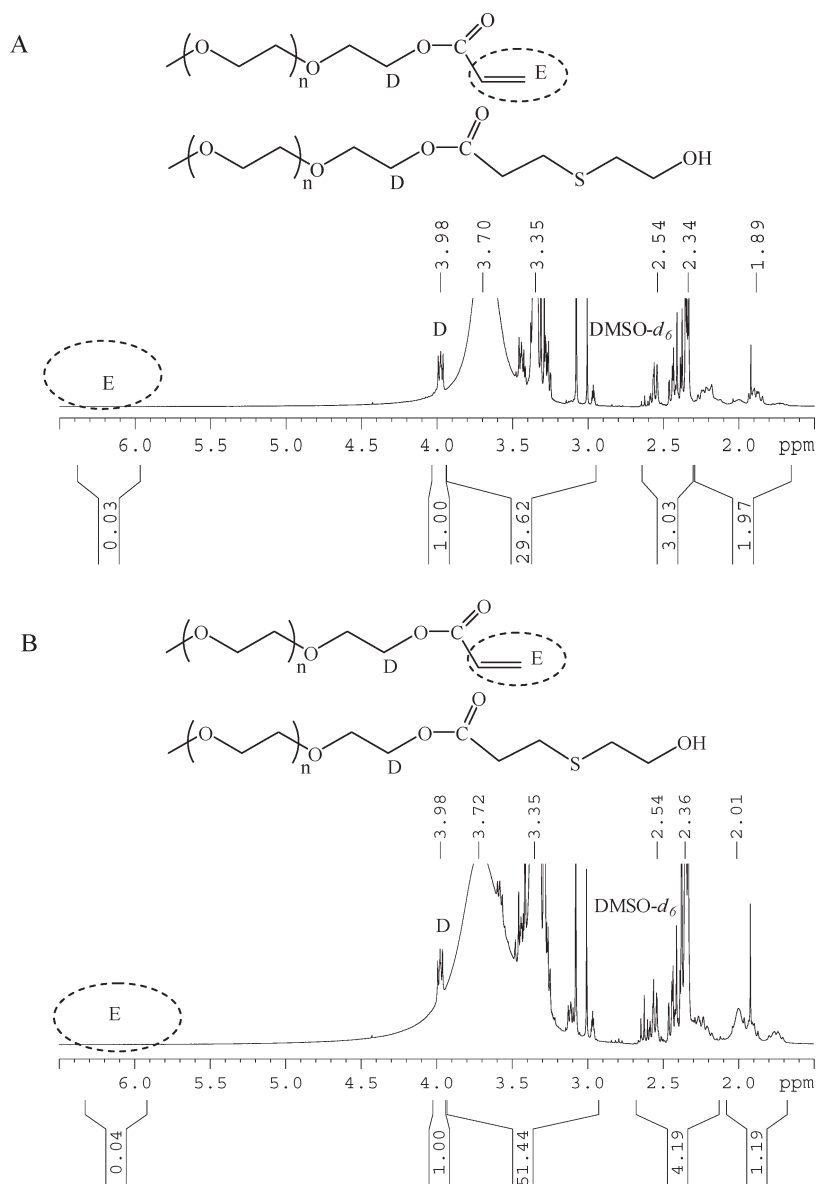 A
O
O O C E
n O D
O
O O C OH
n O D S
3.98 3.70 3.35 2.54 2.34 1.89
D DMSO-d6
E
6.0 5.5 5.0 4.5 4.0 3.5 3.0 2.5 2.0 ppm
0.03 1.00 29.62 3.03 1.97
B
O
O O C E
n O D
O
O O C OH
n O D S
3.98 3.72 3.35 2.54 2.36 2.01
D DMSO-d6
E
6.0 5.5 5.0 4.5 4.0 3.5 3.0 2.5 2.0 ppm
0.04 1.00 51.44 4.19 1.19